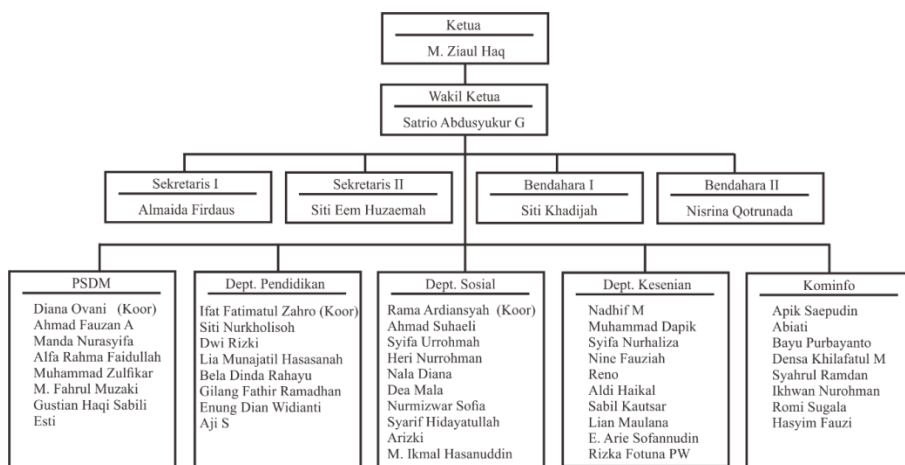 Ketua
M. Ziaul Haq
Wakil Ketua
Satrio Abdusyukur G
Sekretaris I
Almaida Firdaus
Sekretaris II
Siti Eem Huzaemah
Bendahara I
Siti Khadijah
Bendahara II
Nisrina Qotrunada
PSDM
Diana Ovani (Koor)
Ahmad Fauzan A
Manda Nurasyifa
Alfa Rahma Faidullah
Muhammad Zulfikar
M. Fahrul Muzaki
Gustian Haqi Sabili
Esti
Dept. Pendidikan
Ifat Fatimatul Zahro (Koor)
Siti Nurkholisoh
Dwi Rizki
Lia Munajatil Hasasanah
Bela Dinda Rahayu
Gilang Fathir Ramadhan
Enung Dian Widianti
Aji S
Dept. Sosial
Rama Ardiansyah (Koor)
Ahmad Suhaeli
Syifa Urrohmah
Heri Nurrohman
Nala Diana
Dea Mala
Nurmizwar Sofia
Syarif Hidayatullah
Arizki
M. Ikmal Hasanuddin
Dept. Kesenian
Nadhif M
Muhammad Dapik
Syifa Nurhaliza
Nine Fauziah
Reno
Aldi Haikal
Sabil Kautsar
Lian Maulana
E. Arie Sofannudin
Rizka Fotuna PW
Kominfo
Apik Saepudin
Abiati
Bayu Purbayanto
Densa Khilafatul M
Syahrul Ramdan
Ikhwan Nurohman
Romi Sugala
Hasyim Fauzi